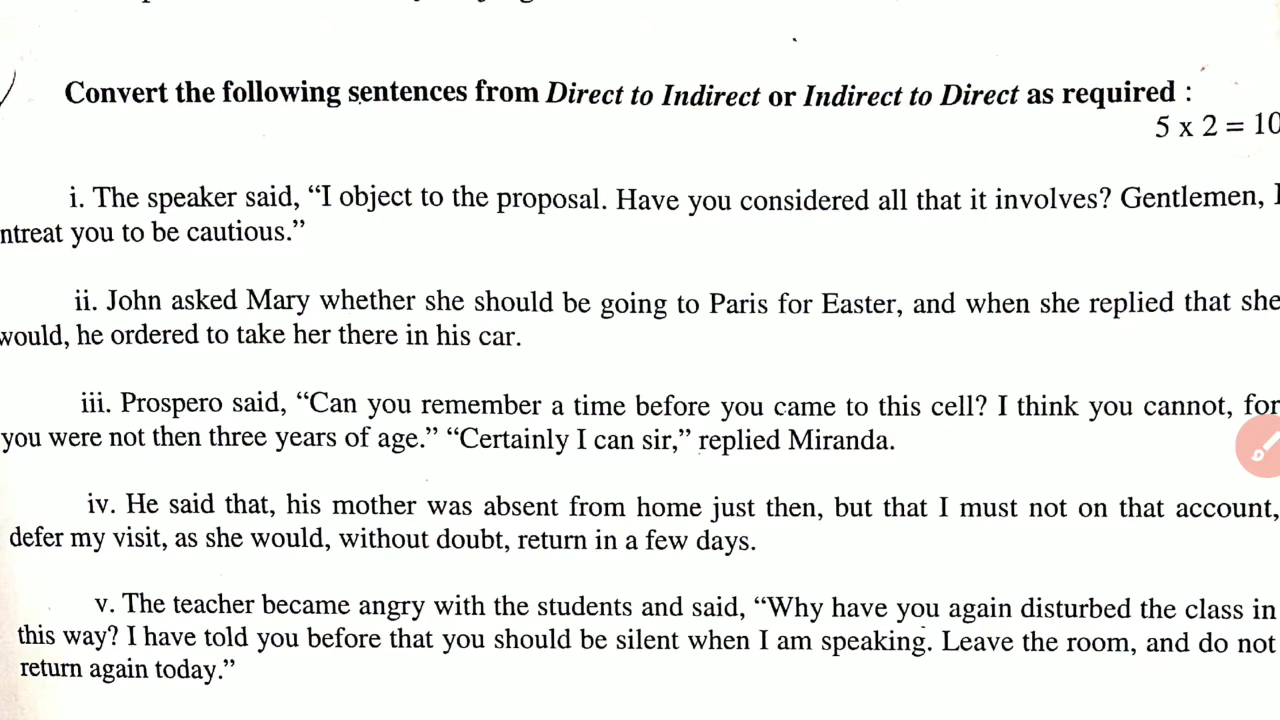 Convert the following sentences from Direct to Indirect or Indirect to Direct as required :
5 x 2 = 10
i. The speaker said, “I object to the proposal. Have you considered all that it involves? Gentlemen, I
ntreat you to be cautious.”
ii. John asked Mary whether she should be going to Paris for Easter, and when she replied that she
would, he ordered to take her there in his car.
iii. Prospero said, “Can you remember a time before you came to this cell? I think you cannot, for
you were not then three years of age.” “Certainly I can sir,” replied Miranda.
iv. He said that, his mother was absent from home just then, but that I must not on that account,
defer my visit, as she would, without doubt, return in a few days.
v. The teacher became angry with the students and said, “Why have you again disturbed the class in
this way? I have told you before that you should be silent when I am speaking. Leave the room, and do not
return again today.”